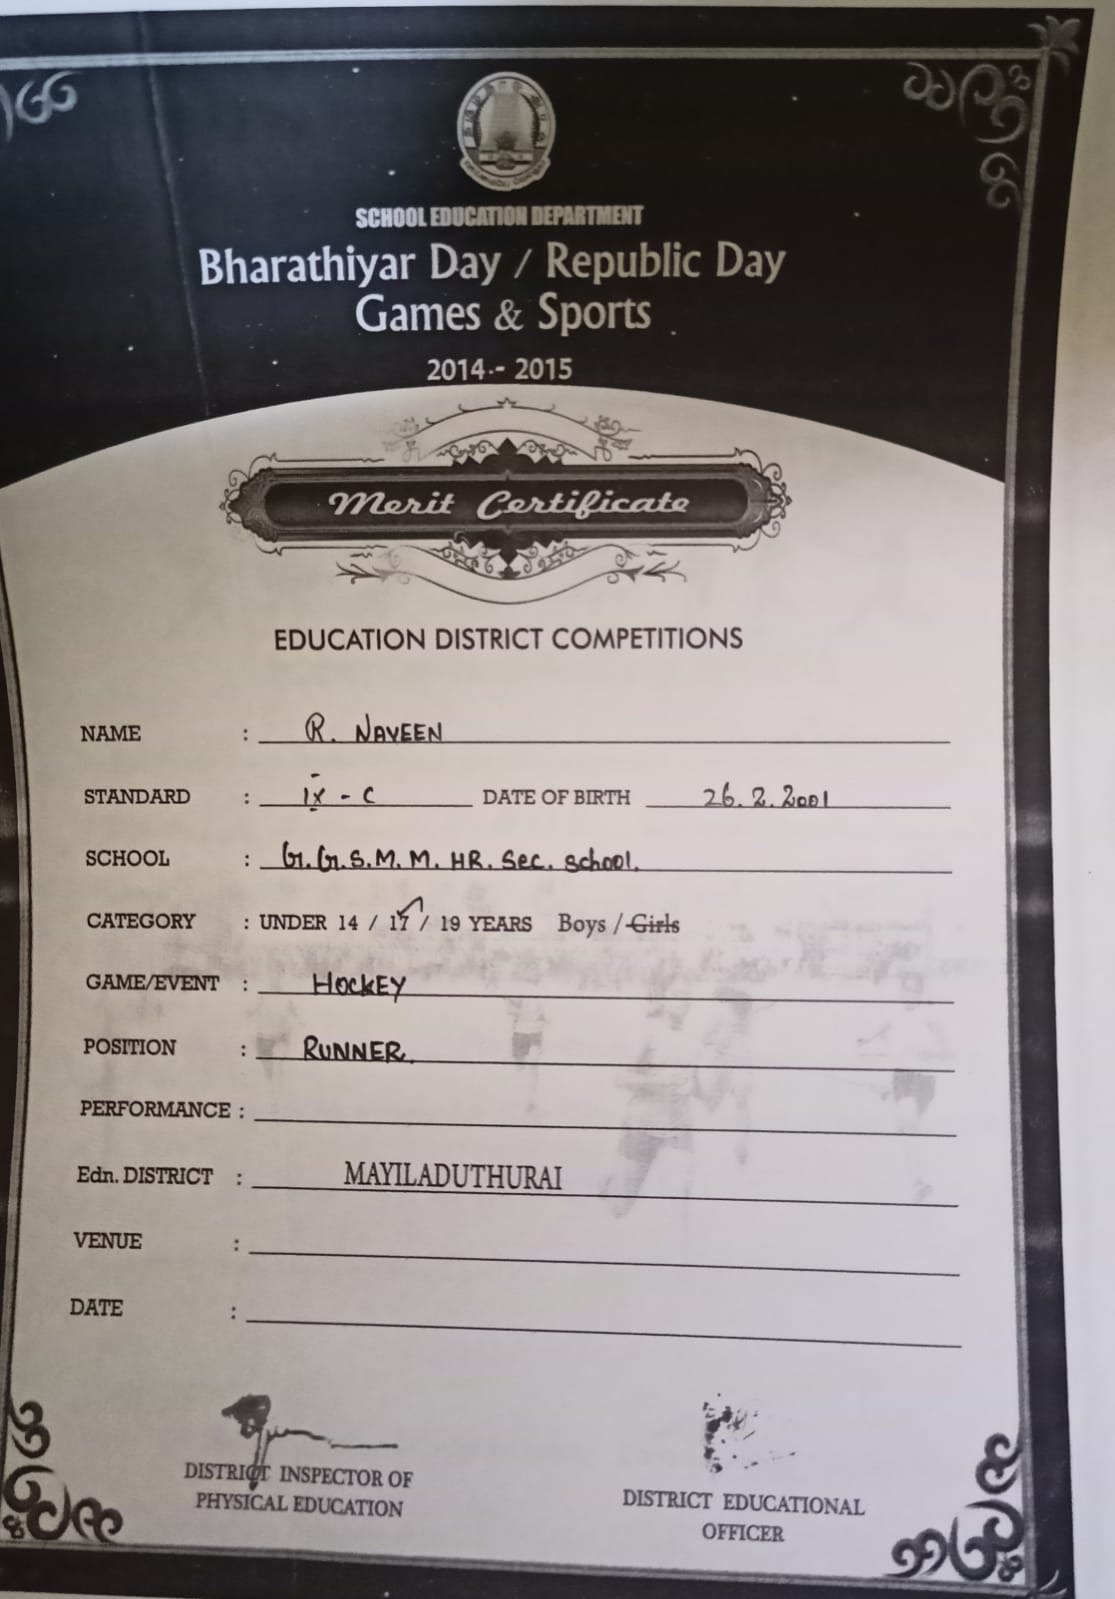 SCHOOL EDUCATION DEPARTMENT
Bharathiyar Day / Republic Day
Games & Sports
2014 - 2015
Merit Certificate
EDUCATION DISTRICT COMPETITIONS
NAME : R. NAVEEN
STANDARD : IX - C DATE OF BIRTH 26.2.2001
SCHOOL : G.G.S.M.M. HR. Sec. School.
CATEGORY : UNDER 14 / 17 / 19 YEARS Boys / Girls
GAME/EVENT : HOCKEY
POSITION : RUNNER.
PERFORMANCE :
Edn. DISTRICT : MAYILADUTHURAI
VENUE :
DATE :
DISTRICT INSPECTOR OF
PHYSICAL EDUCATION
DISTRICT EDUCATIONAL
OFFICER